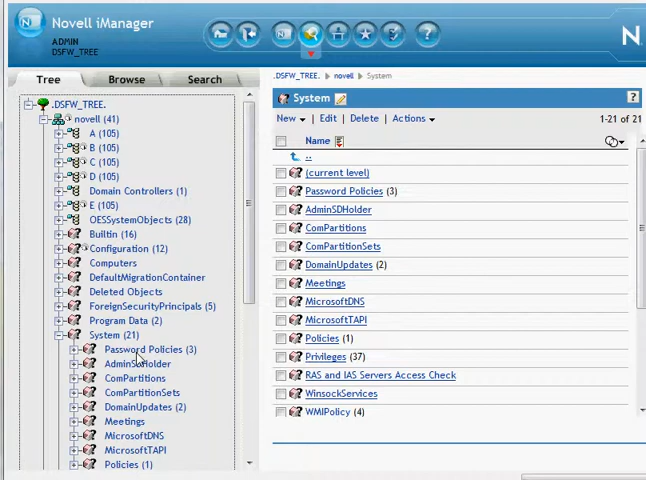 Novell iManager
ADMIN
DSFW_TREE
N
Tree Browse Search
.DSFW_TREE.
novell (41)
A (105)
B (105)
C (105)
D (105)
Domain Controllers (1)
E (105)
OESSystemObjects (28)
Builtin (16)
Configuration (12)
Computers
DefaultMigrationContainer
Deleted Objects
ForeignSecurityPrincipals (5)
Program Data (2)
System (21)
Password Policies (3)
AdminSDHolder
ComPartitions
ComPartitionSets
DomainUpdates (2)
Meetings
MicrosoftDNS
MicrosoftTAPI
Policies (1)
.DSFW_TREE. novell System
System
?
New Edit Delete Actions 1-21 of 21
Name
..
(current level)
Password Policies (3)
AdminSDHolder
ComPartitions
ComPartitionSets
DomainUpdates (2)
Meetings
MicrosoftDNS
MicrosoftTAPI
Policies (1)
Privileges (37)
RAS and IAS Servers Access Check
WinsockServices
WMIPolicy (4)